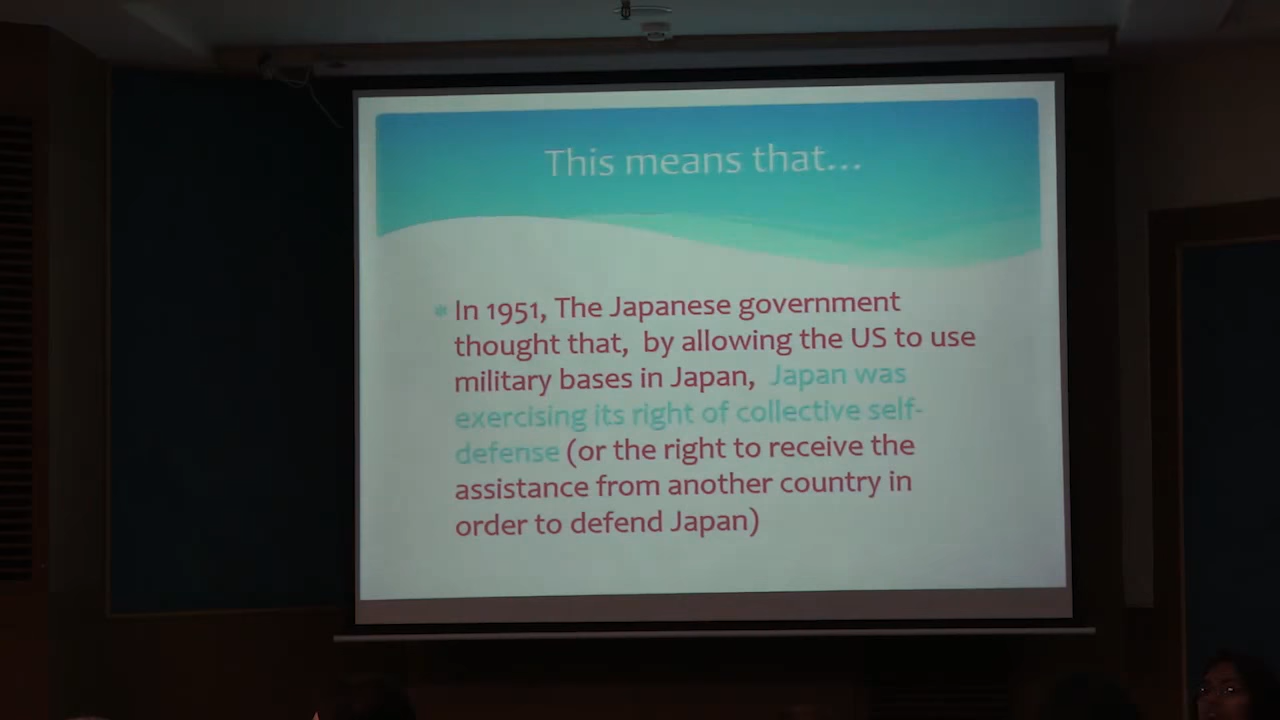 This means that...
* In 1951, The Japanese government
thought that, by allowing the US to use
military bases in Japan, Japan was
exercising its right of collective self-
defense (or the right to receive the
assistance from another country in
order to defend Japan)